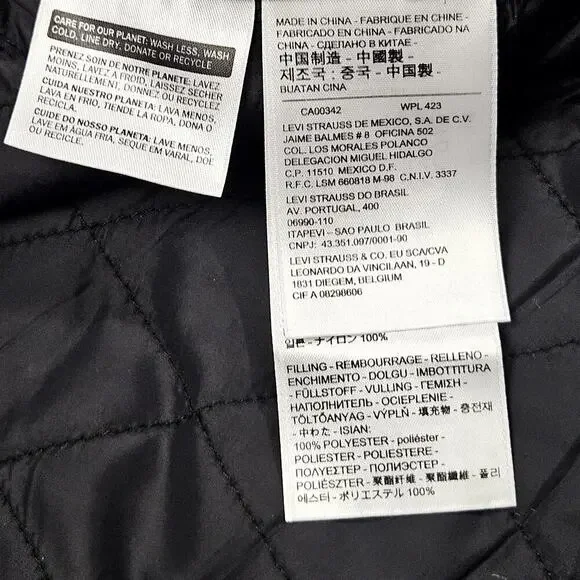 CARE FOR OUR PLANET: WASH LESS, WASH
COLD, LINE DRY, DONATE OR RECYCLE
PRENEZ SOIN DE NOTRE PLANETE: LAVEZ
MOINS, LAVEZ À FROID, LAISSEZ SÉCHER
NATURELLEMENT, DONNEZ OU RECYCLEZ
CUIDA NUESTRO PLANETA: LAVA MENOS,
LAVA EN FRIO, TIENDE LA ROPA, DONA O
RECICLA.
CUIDE DO NOSSO PLANETA: LAVE MENOS,
LAVE EM ÁGUA FRIA, SEQUE EM VARAL, DOE
OU RECICLE.
MADE IN CHINA - FABRIQUE EN CHINE -
FABRICADO EN CHINA - FABRICADO NA
CHINA - СДЕЛАНО В КИТАЕ -
中国制造 - 中國製 -
제조국 : 중국 - 中国製 -
BUATAN CINA
CA00342 WPL 423
LEVI STRAUSS DE MEXICO, S.A. DE C.V.
JAIME BALMES # 8 OFICINA 502
COL. LOS MORALES POLANCO
DELEGACION MIGUEL HIDALGO
C.P. 11510 MEXICO D.F.
R.F.C. LSM 660818 M-98 C.N.I.V. 3337
LEVI STRAUSS DO BRASIL
AV. PORTUGAL, 400
06990-110
ITAPEVI – SAO PAULO BRASIL
CNPJ: 43.351.097/0001-90
LEVI STRAUSS & CO. EU SCA/CVA
LEONARDO DA VINCILAAN, 19 - D
1831 DIEGEM, BELGIUM
CIF A 08298606
- ナイロン 100%
FILLING - REMBOURRAGE - RELLENO -
ENCHIMENTO - DOLGU - IMBOTTITURA
- FÜLLSTOFF - VULLING - ΓΕΜΙΣΗ -
НАПОЛНИТЕЛЬ - OCIEPLENIE -
TÖLTŐANYAG - VÝPLŇ - 填充物 - 충전재
- 中わた - ISIAN:
100% POLYESTER - poliéster -
POLIESTER - POLIESTERE -
ΠΟΛΥΕΣΤΕΡ - ПОЛИЭСТЕР -
POLIÉSZTER - 聚酯纤维 - 聚酯纖維 - 폴리
에스터 - ポリエステル 100%